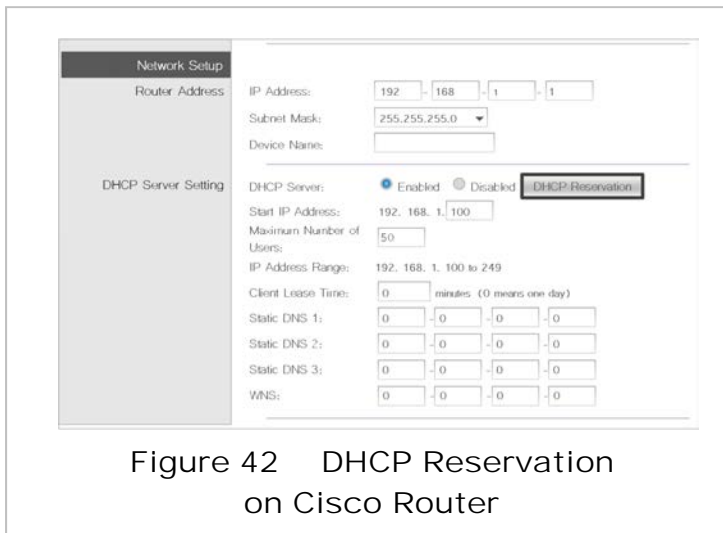 Network Setup
Router Address
IP Address: 192 - 168 - 1 - 1
Subnet Mask: 255.255.255.0
Device Name:
DHCP Server Setting
DHCP Server: Enabled Disabled DHCP Reservation
Start IP Address: 192. 168. 1. 100
Maximum Number of
Users: 50
IP Address Range: 192. 168. 1. 100 to 249
Client Lease Time: 0 minutes (0 means one day)
Static DNS 1: 0 - 0 - 0 - 0
Static DNS 2: 0 - 0 - 0 - 0
Static DNS 3: 0 - 0 - 0 - 0
WNS: 0 - 0 - 0 - 0
Figure 42 DHCP Reservation
on Cisco Router